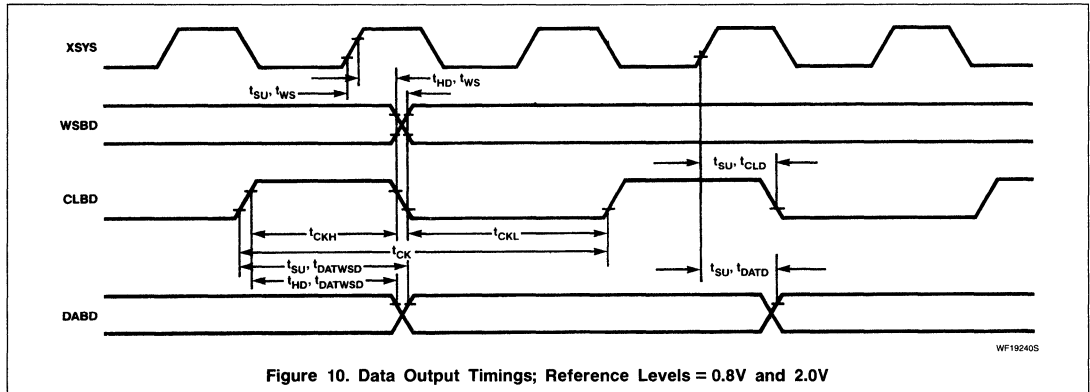 XSYS
tHD, tWS
tSU, tWS
WSBD
tSU, tCLD
CLBD
tCKH
tCKL
tCK
tSU, tDATWSD
tSU, tDATD
tHD, tDATWSD
DABD
WF19240S
Figure 10. Data Output Timings; Reference Levels = 0.8V and 2.0V